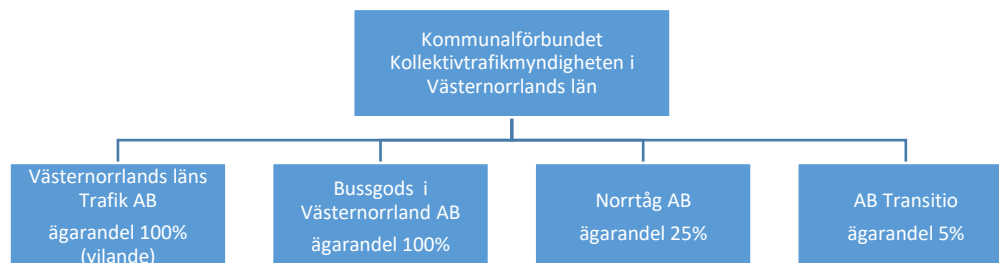 Kommunalförbundet
Kollektivtrafikmyndigheten i
Västernorrlands län
Västernorrlands läns
Trafik AB
ägarandel 100%
(vilande)
Bussgods i
Västernorrland AB
ägarandel 100%
Norrtåg AB
ägarandel 25%
AB Transitio
ägarandel 5%